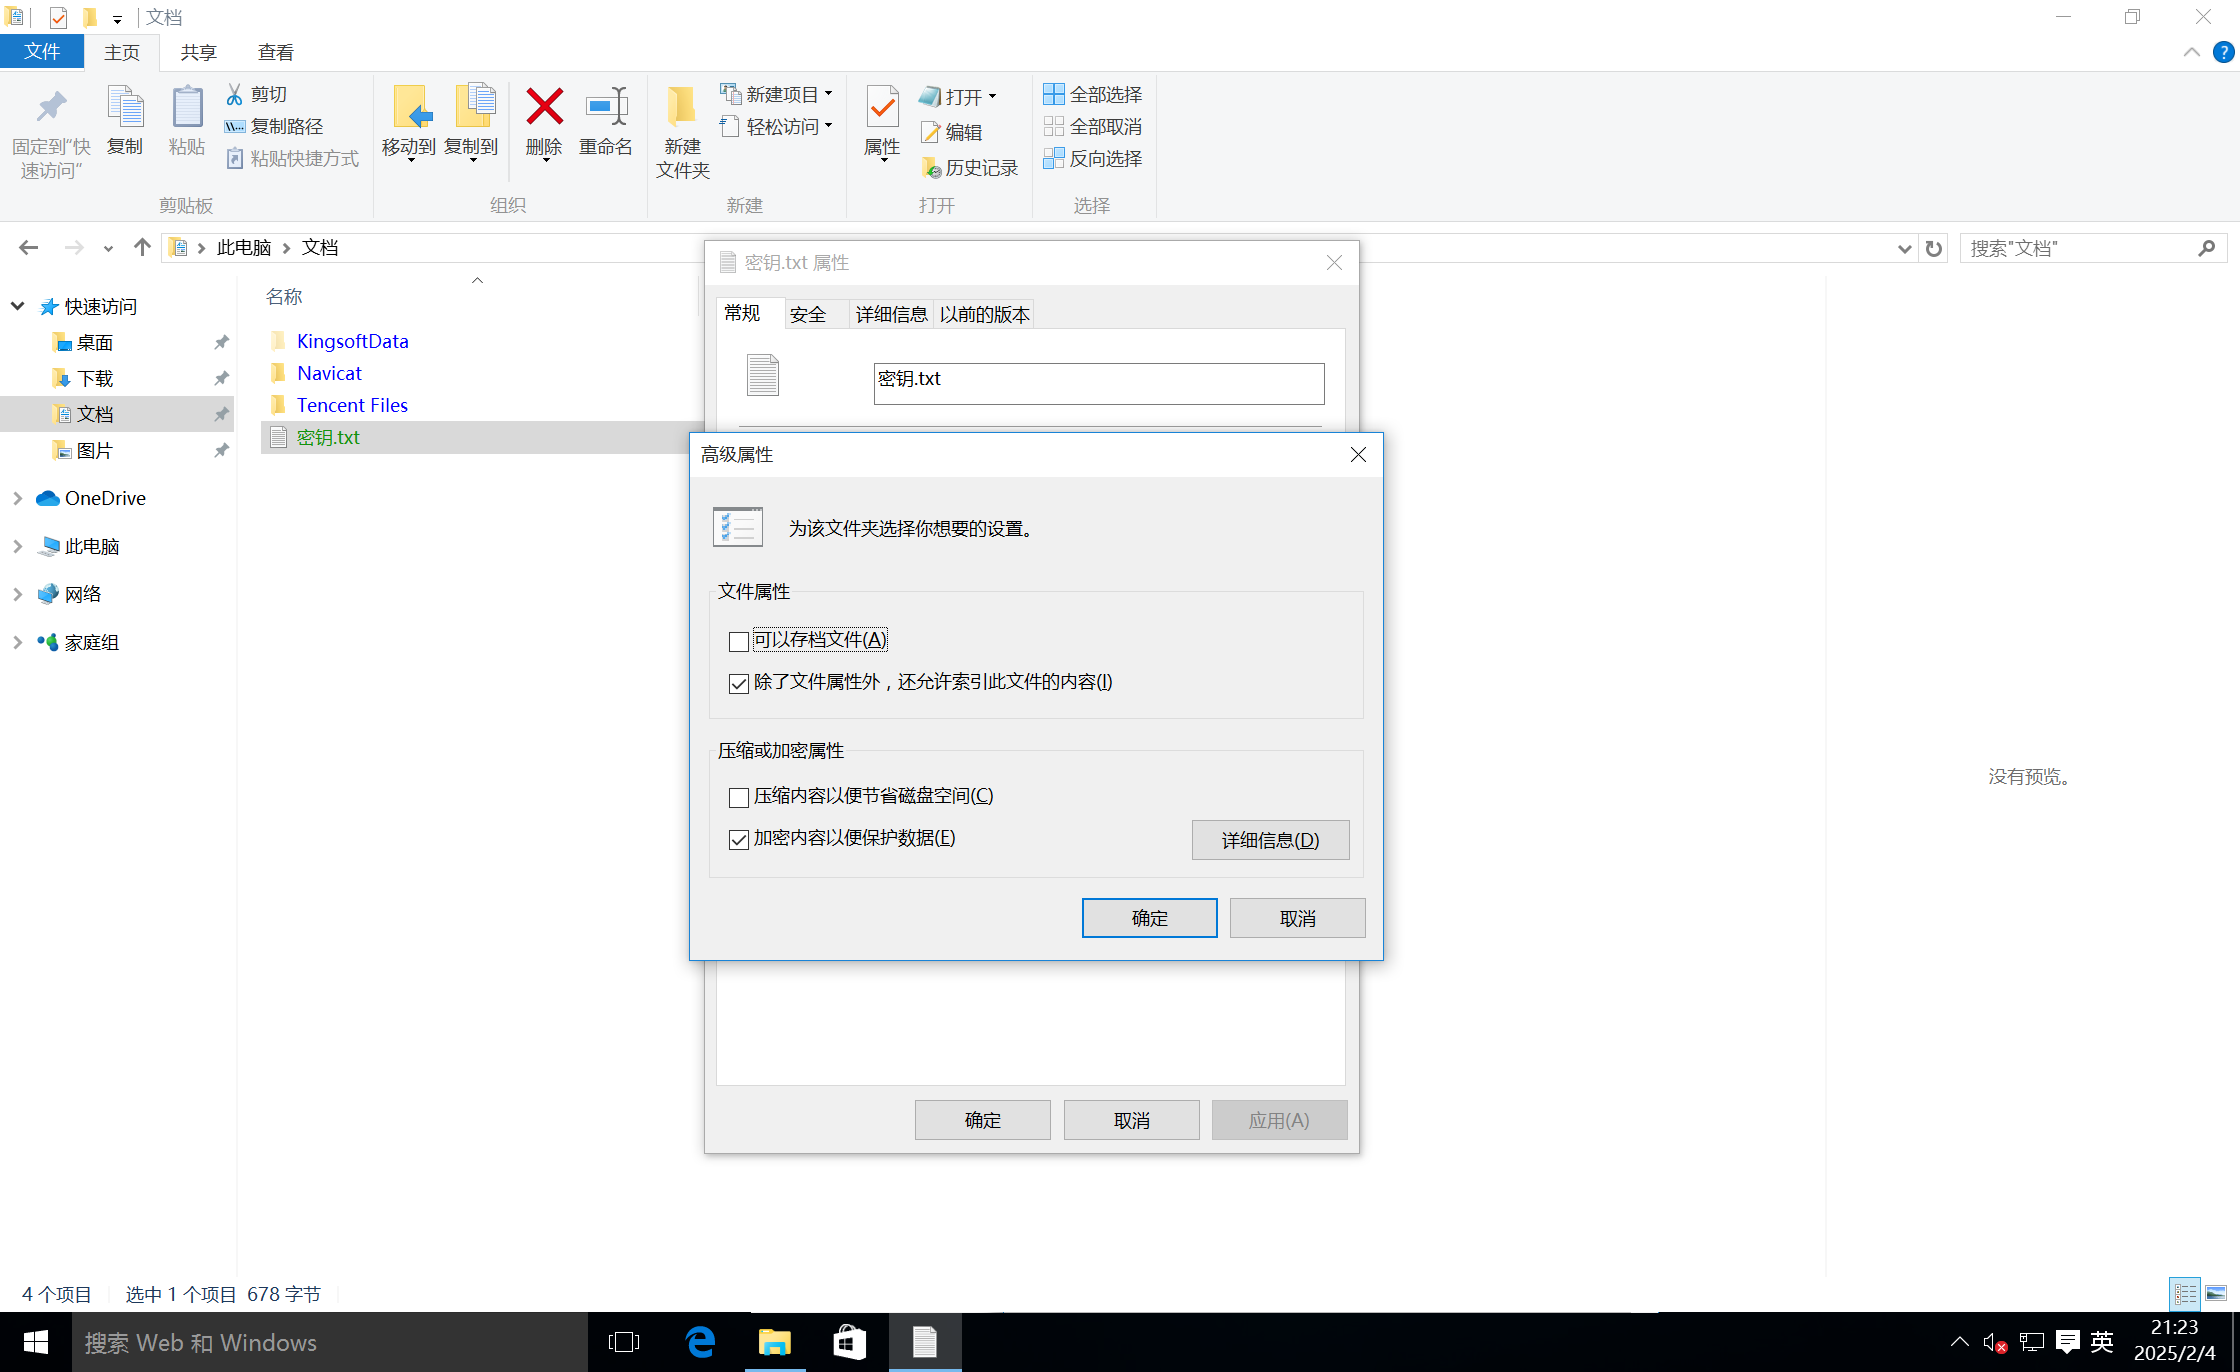 文档
文件 主页 共享 查看
固定到"快速访问"
复制
粘贴
剪切
复制路径
粘贴快捷方式
剪贴板
移动到
复制到
删除
重命名
组织
新建
文件夹
新建项目
轻松访问
新建
属性
打开
编辑
历史记录
打开
全部选择
全部取消
反向选择
选择
此电脑 文档
搜索"文档"
快速访问
桌面
下载
文档
图片
OneDrive
此电脑
网络
家庭组
名称
KingsoftData
Navicat
Tencent Files
密钥.txt
密钥.txt 属性
常规 安全 详细信息 以前的版本
密钥.txt
高级属性
为该文件夹选择你想要的设置。
文件属性
可以存档文件(A)
除了文件属性外，还允许索引此文件的内容(I)
压缩或加密属性
压缩内容以便节省磁盘空间(C)
加密内容以便保护数据(E)
详细信息(D)
确定 取消
确定 取消 应用(A)
没有预览。
4 个项目 选中 1 个项目 678 字节
搜索 Web 和 Windows
英
21:23
2025/2/4